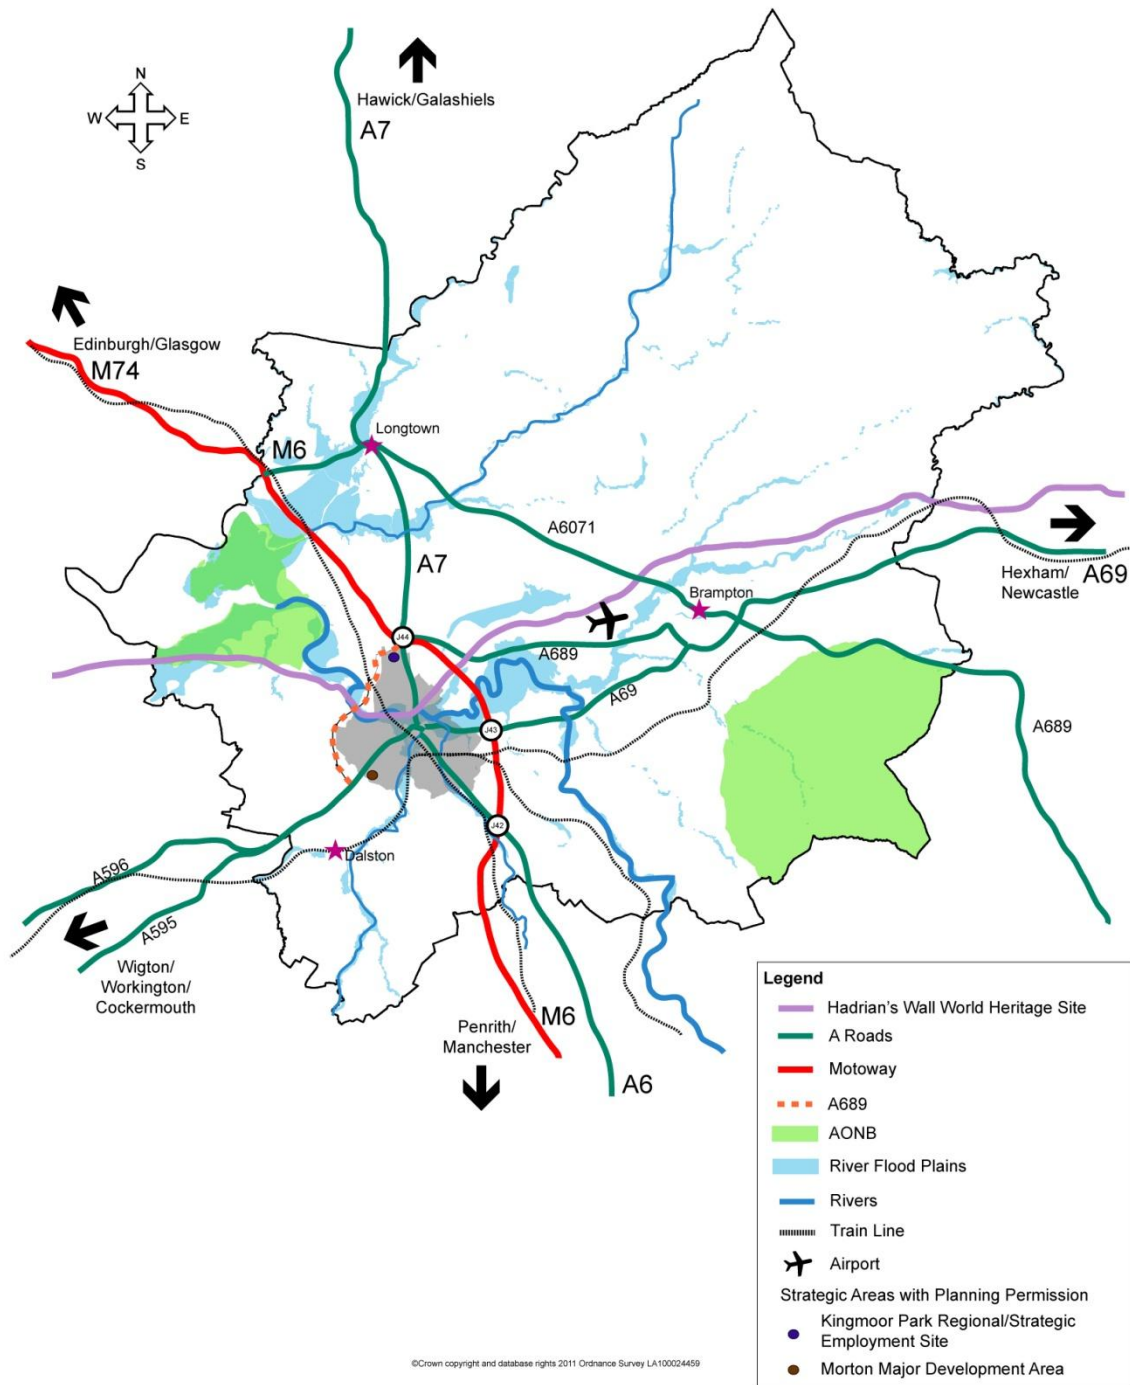 N
W
E
S
Hawick/Galashiels
A7
Edinburgh/Glasgow
M74
M6
Longtown
A6071
A7
Hexham/
Newcastle
A69
Brampton
J44
A689
A69
J43
A689
J42
Dalston
A596
A595
Wigton/
Workington/
Cockermouth
Penrith/
Manchester
M6
A6
Legend
Hadrian's Wall World Heritage Site
A Roads
Motoway
A689
AONB
River Flood Plains
Rivers
Train Line
Airport
Strategic Areas with Planning Permission
Kingmoor Park Regional/Strategic
Employment Site
Morton Major Development Area
©Crown copyright and database rights 2011 Ordnance Survey LA100024459